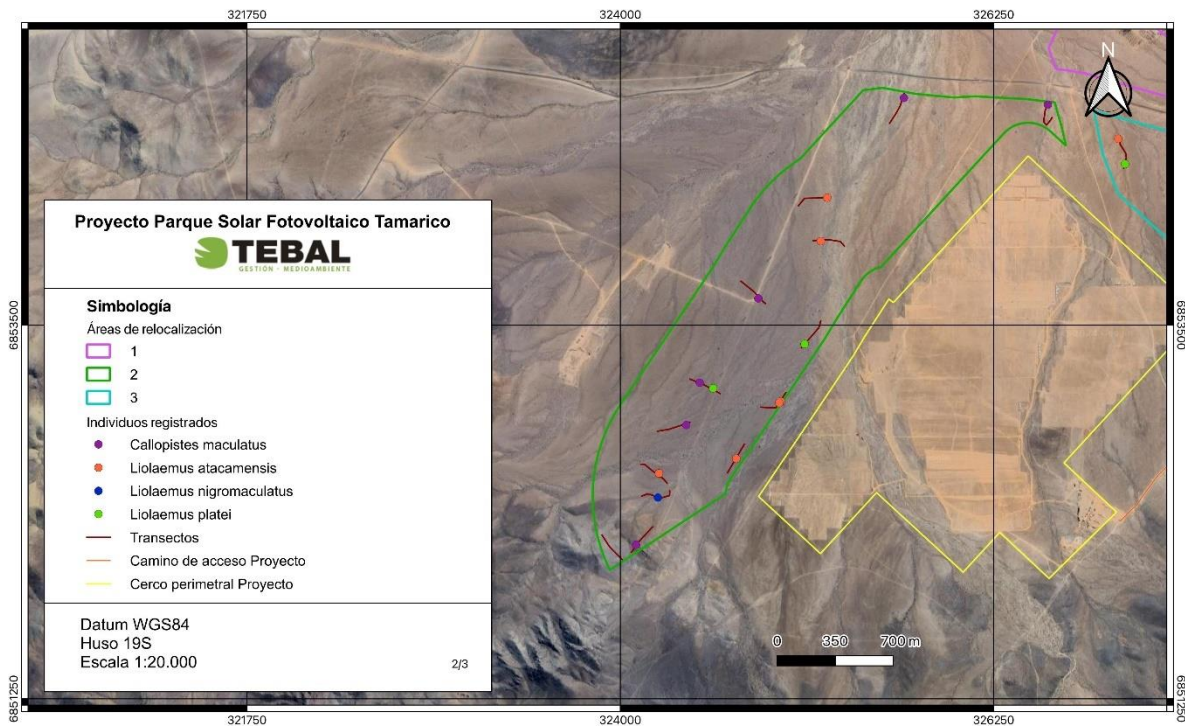 321750
324000
326250
N
6853500
6853500
Proyecto Parque Solar Fotovoltaico Tamarico
TEBAL
GESTIÓN - MEDIOAMBIENTE
Simbología
Áreas de relocalización
1
2
3
Individuos registrados
Callopistes maculatus
Liolaemus atacamensis
Liolaemus nigromaculatus
Liolaemus platei
Transectos
Camino de acceso Proyecto
Cerco perimetral Proyecto
Datum WGS84
Huso 19S
Escala 1:20.000
2/3
0 350 700 m
6851250
6851250
321750
324000
326250